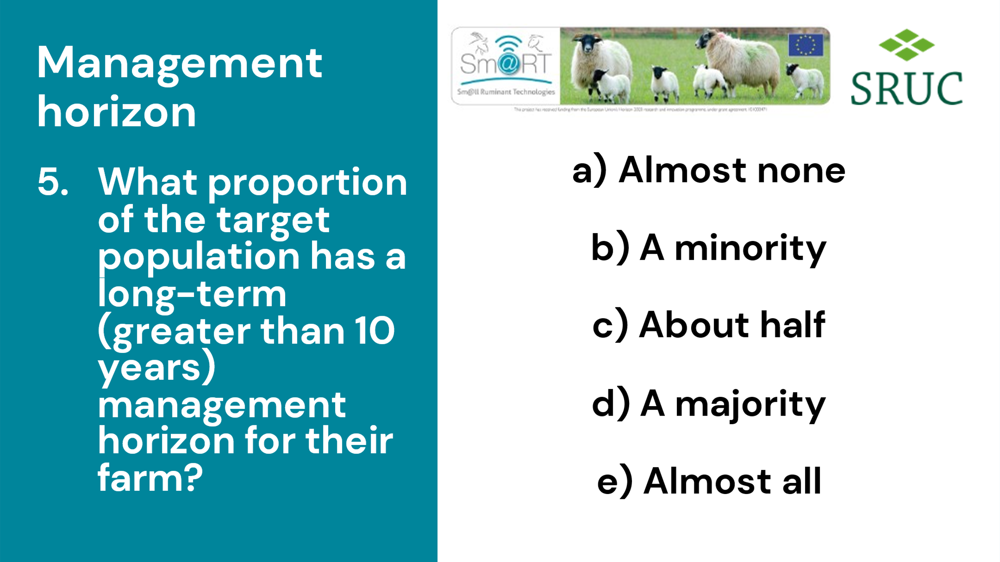 Management
horizon
5. What proportion
of the target
population has a
long-term
(greater than 10
years)
management
horizon for their
farm?
Sm@RT
Sm@ll Ruminant Technologies
This project has received funding from the European Union's Horizon 2020 research and innovation programme, under grant agreement
SRUC
a) Almost none
b) A minority
c) About half
d) A majority
e) Almost all